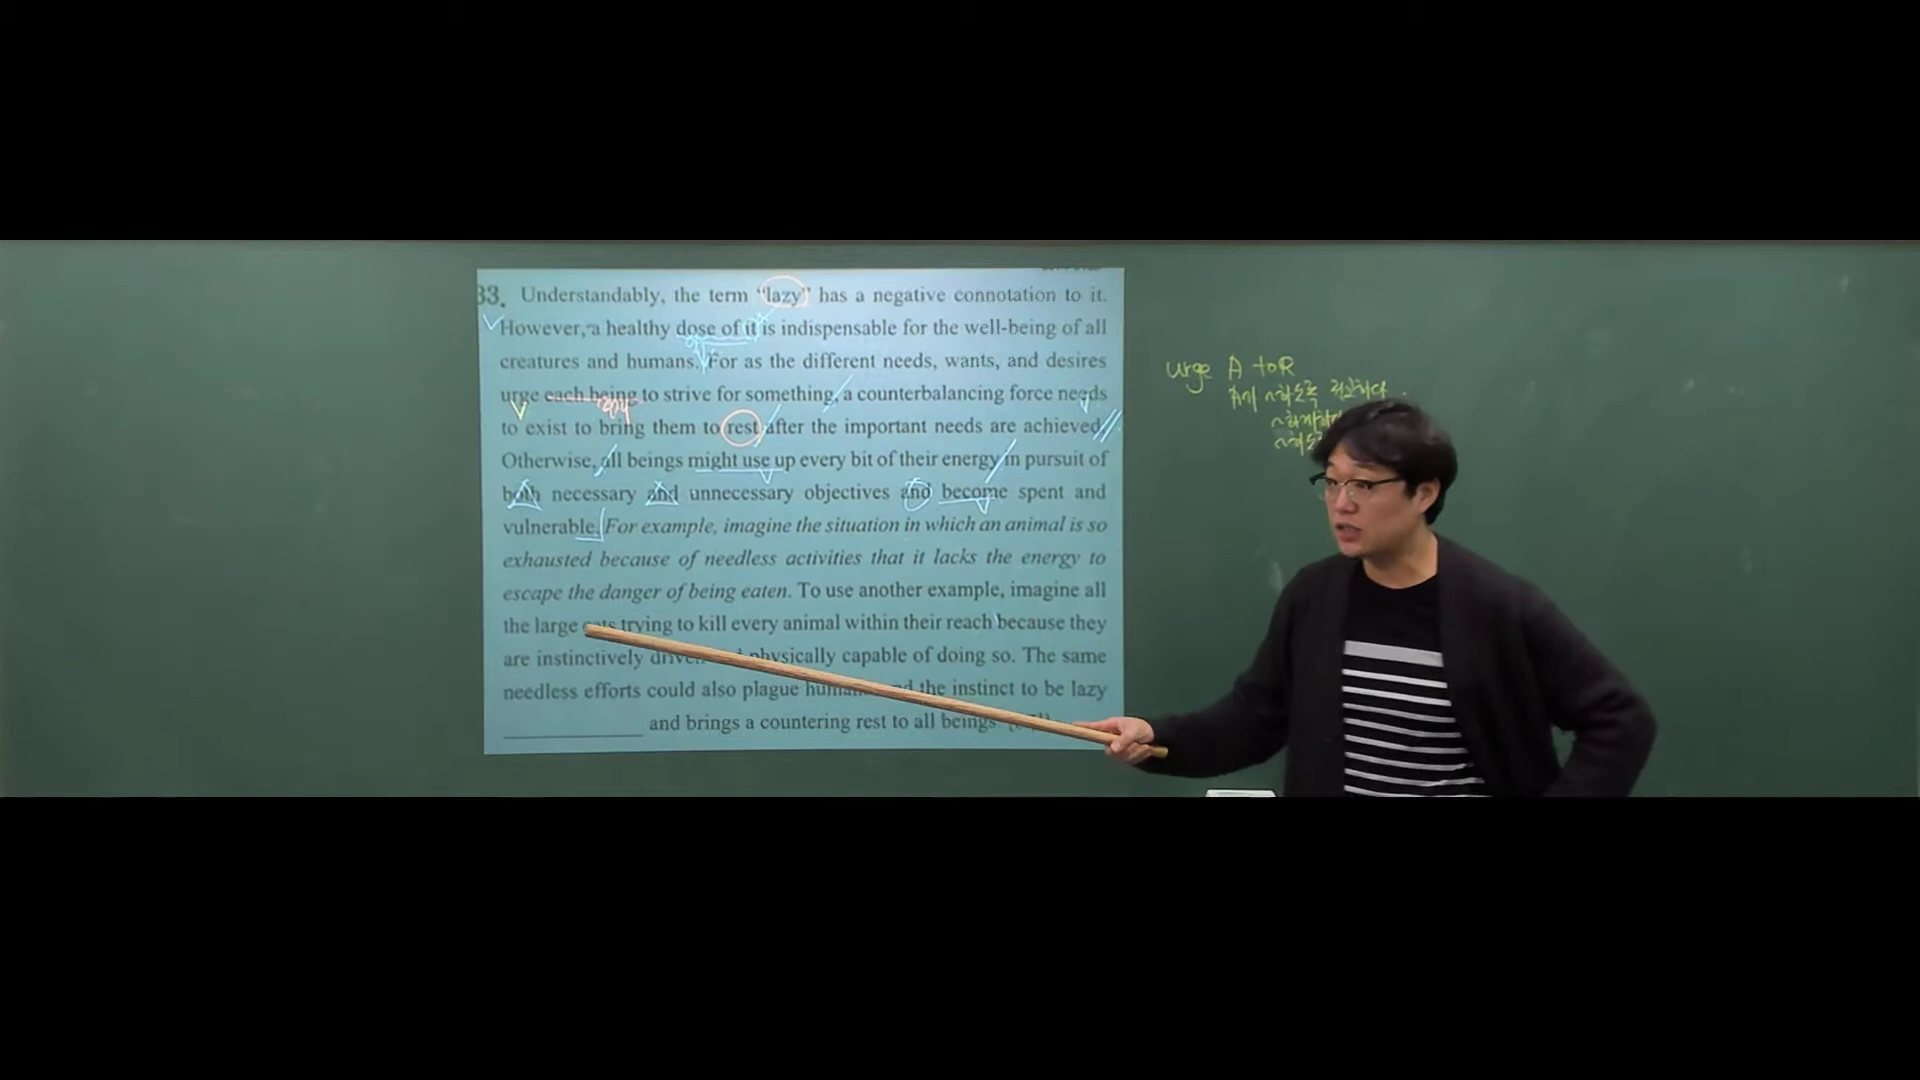 33. Understandably, the term "lazy" has a negative connotation to it.
However, a healthy dose of it is indispensable for the well-being of all
creatures and humans. For as the different needs, wants, and desires
urge each being to strive for something, a counterbalancing force needs
to exist to bring them to rest after the important needs are achieved.
Otherwise, all beings might use up every bit of their energy in pursuit of
both necessary and unnecessary objectives and become spent and
vulnerable. For example, imagine the situation in which an animal is so
exhausted because of needless activities that it lacks the energy to
escape the danger of being eaten. To use another example, imagine all
the large cats trying to kill every animal within their reach because they
are instinctively physically capable of doing so. The same
needless efforts could also plague the instinct to be lazy
and brings a countering rest to all beings
urge A to R
A가 ~하도록